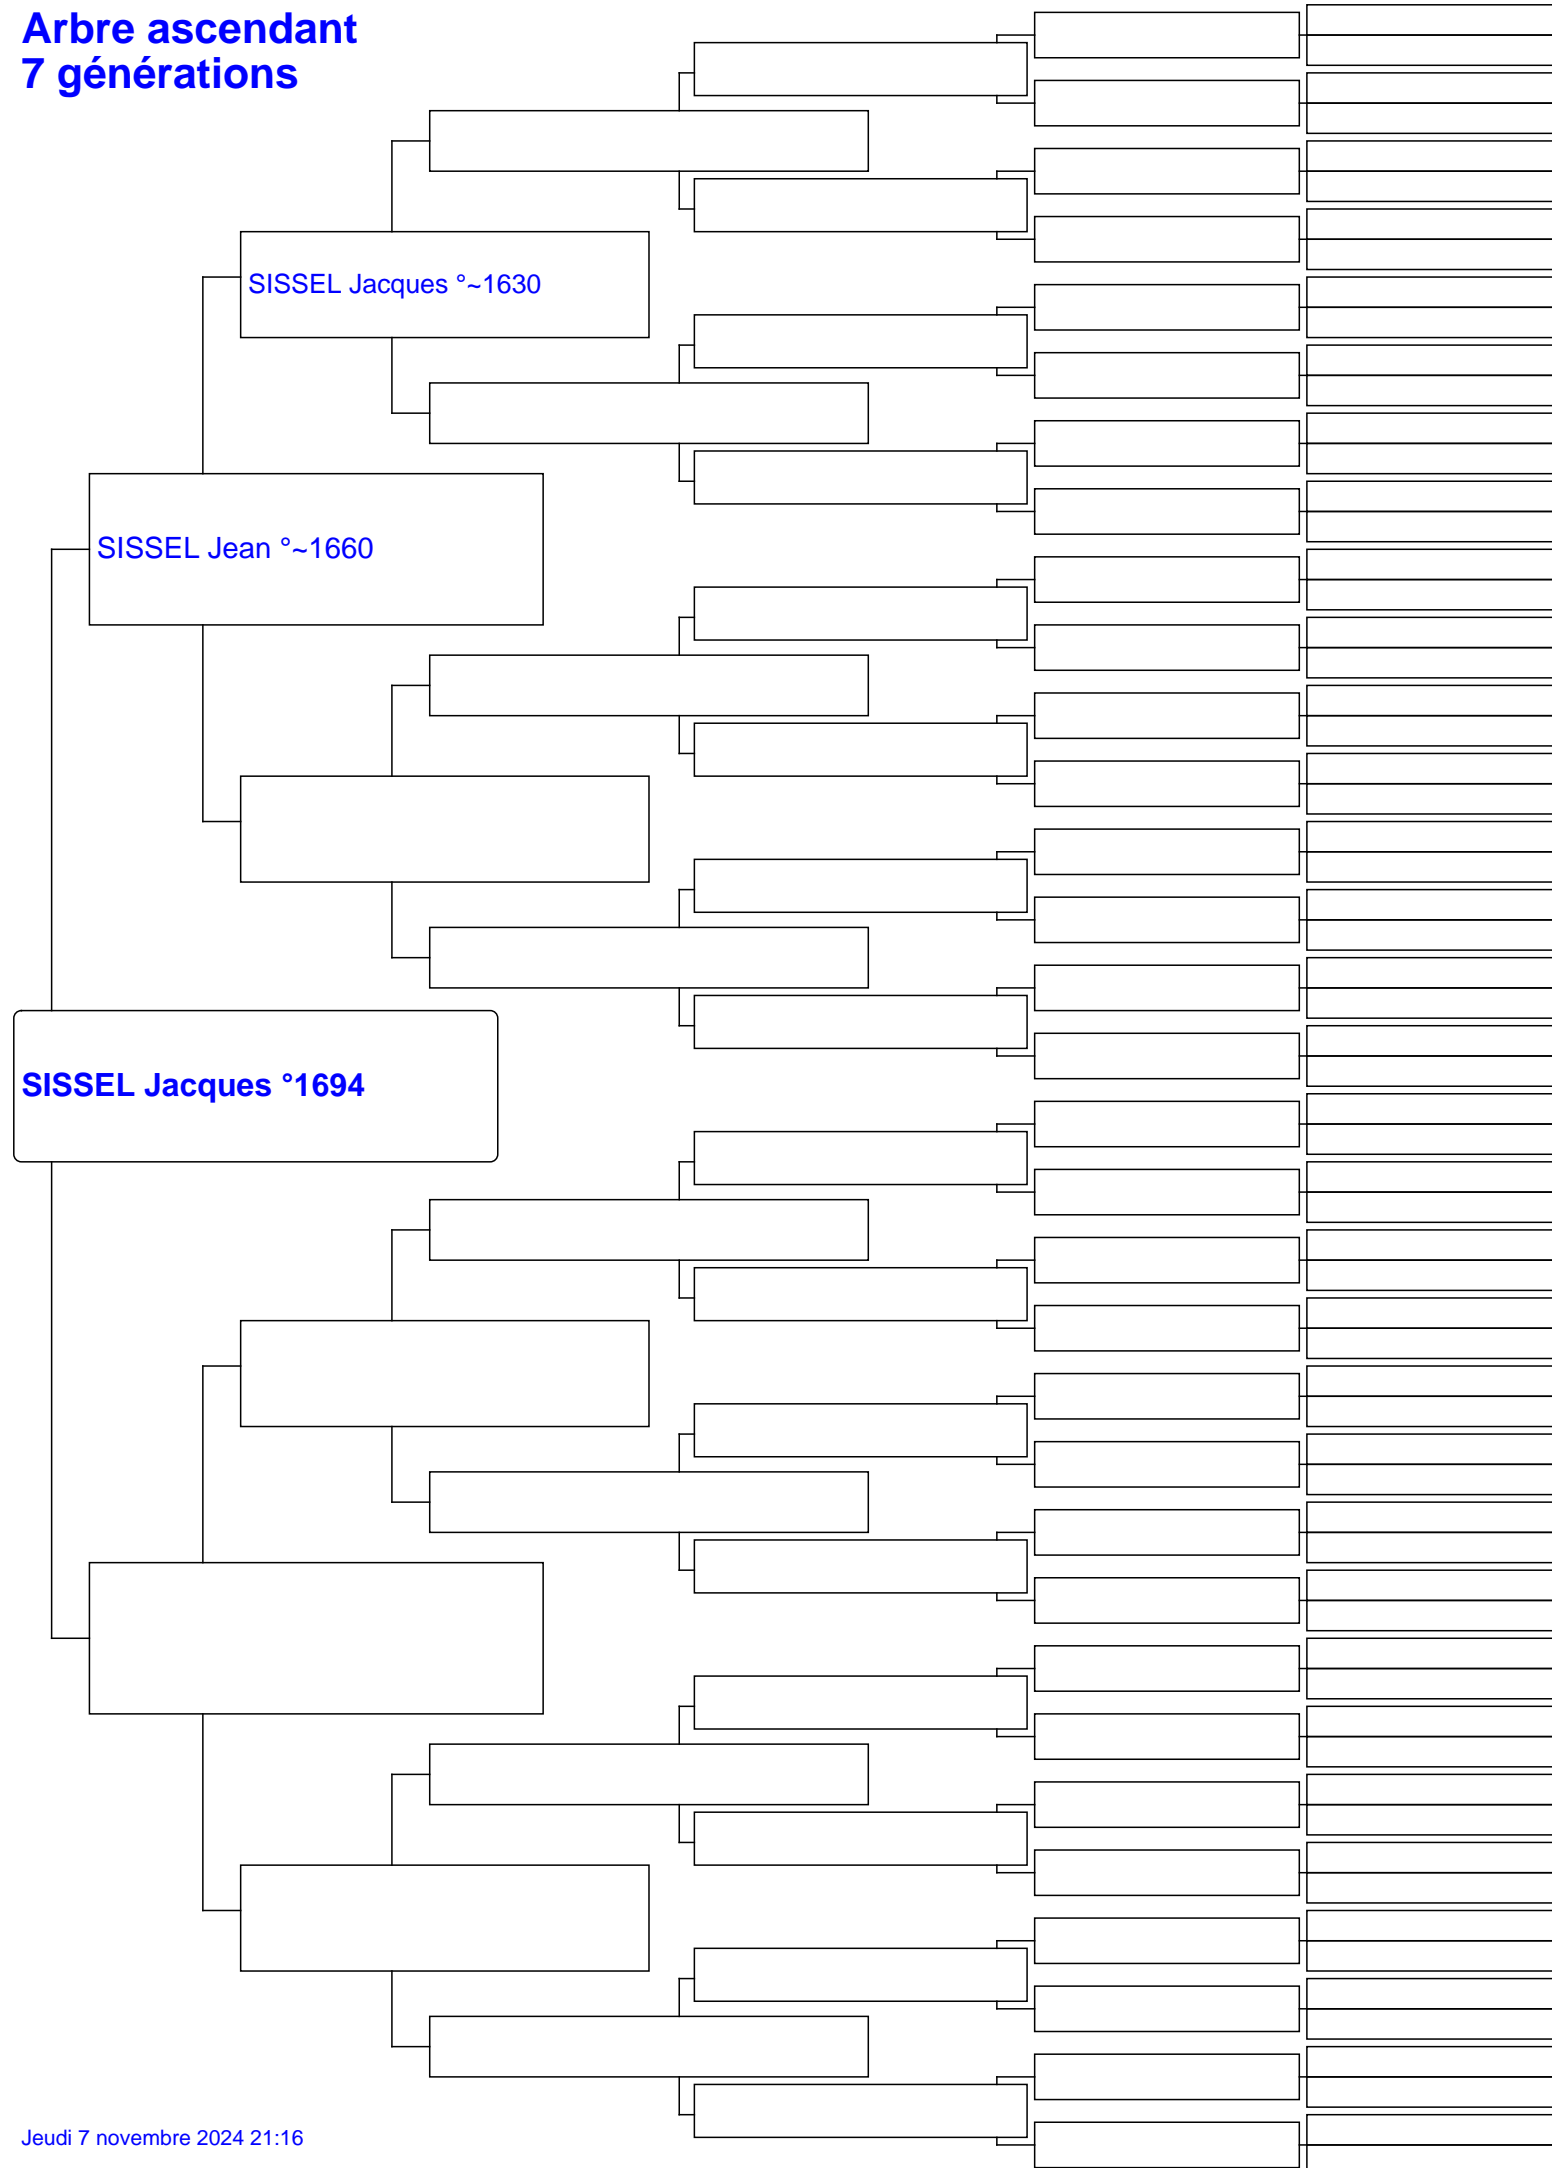 Arbre ascendant
7 générations
SISSEL Jacques °~1630
SISSEL Jean °~1660
SISSEL Jacques °1694
Jeudi 7 novembre 2024 21:16